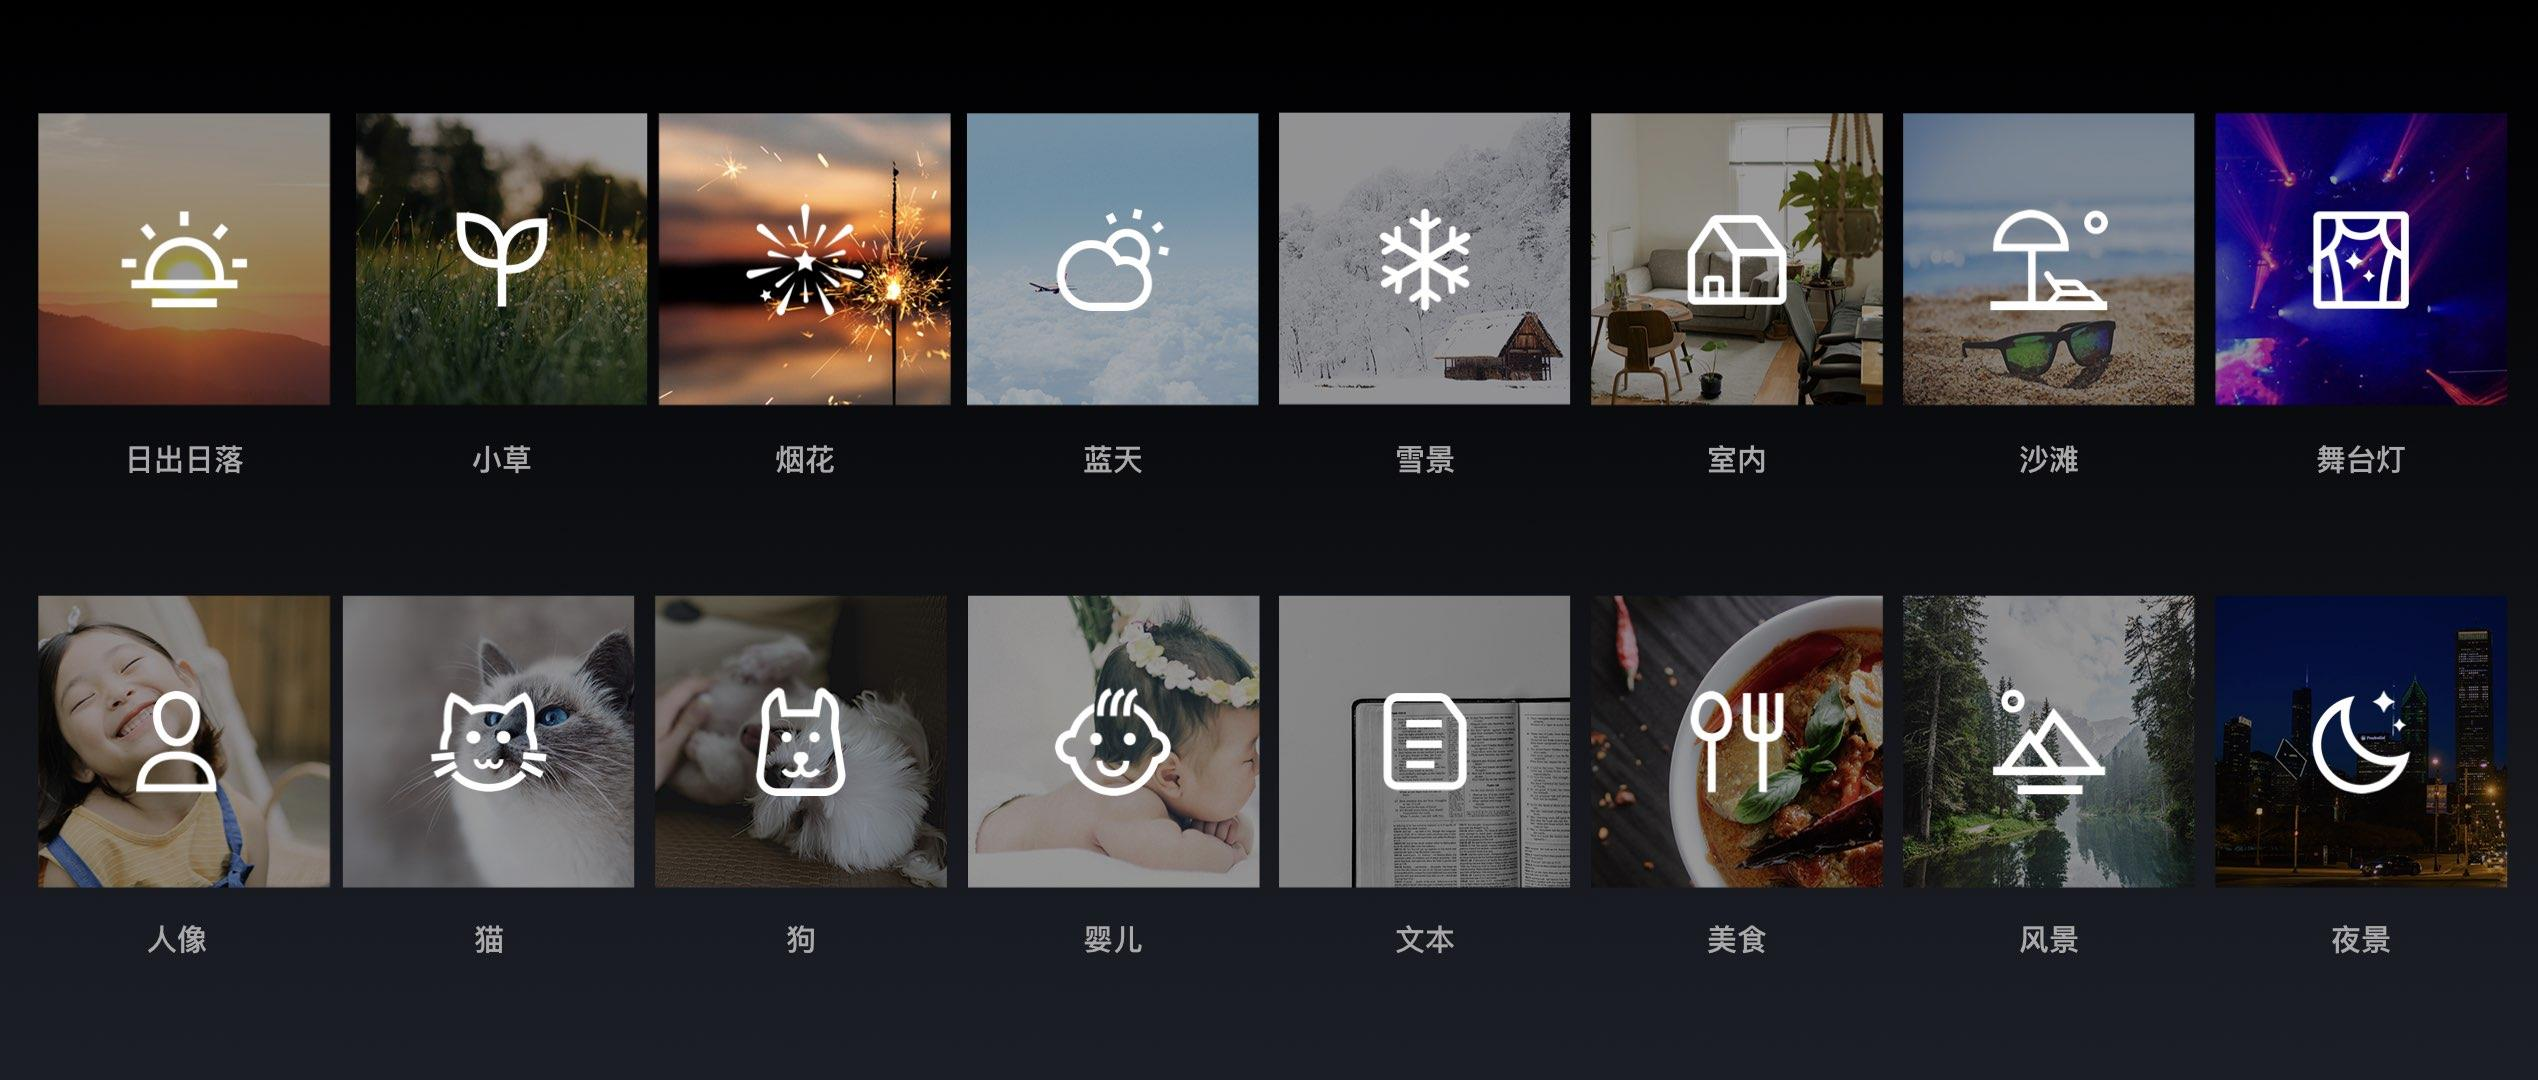 日出日落
小草
烟花
蓝天
雪景
室内
沙滩
舞台灯
人像
猫
狗
婴儿
文本
美食
风景
夜景